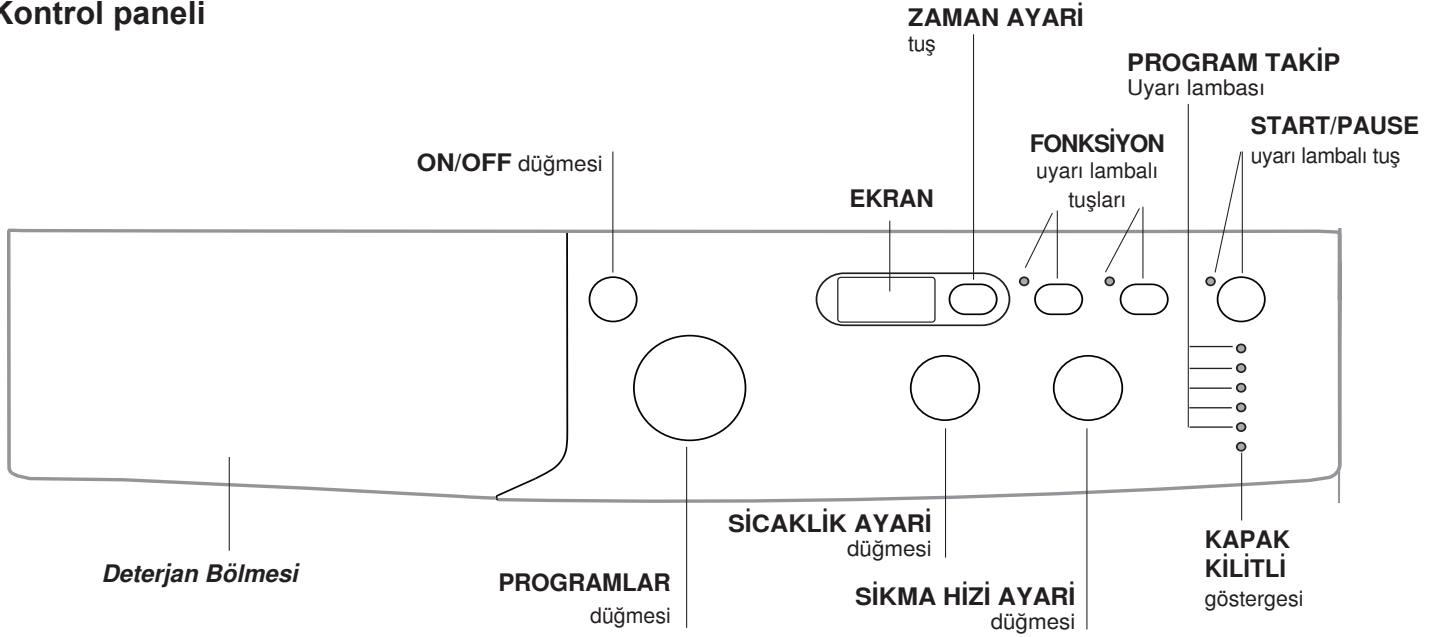 Kontrol paneli
ZAMAN AYARİ
tuş
PROGRAM TAKİP
Uyarı lambası
START/PAUSE
uyarı lambalı tuş
FONKSİYON
uyarı lambalı
tuşları
ON/OFF düğmesi
EKRAN
SİCAKLİK AYARİ
düğmesi
KAPAK
KİLİTLİ
göstergesi
Deterjan Bölmesi
PROGRAMLAR
düğmesi
SİKMA HİZİ AYARİ
düğmesi